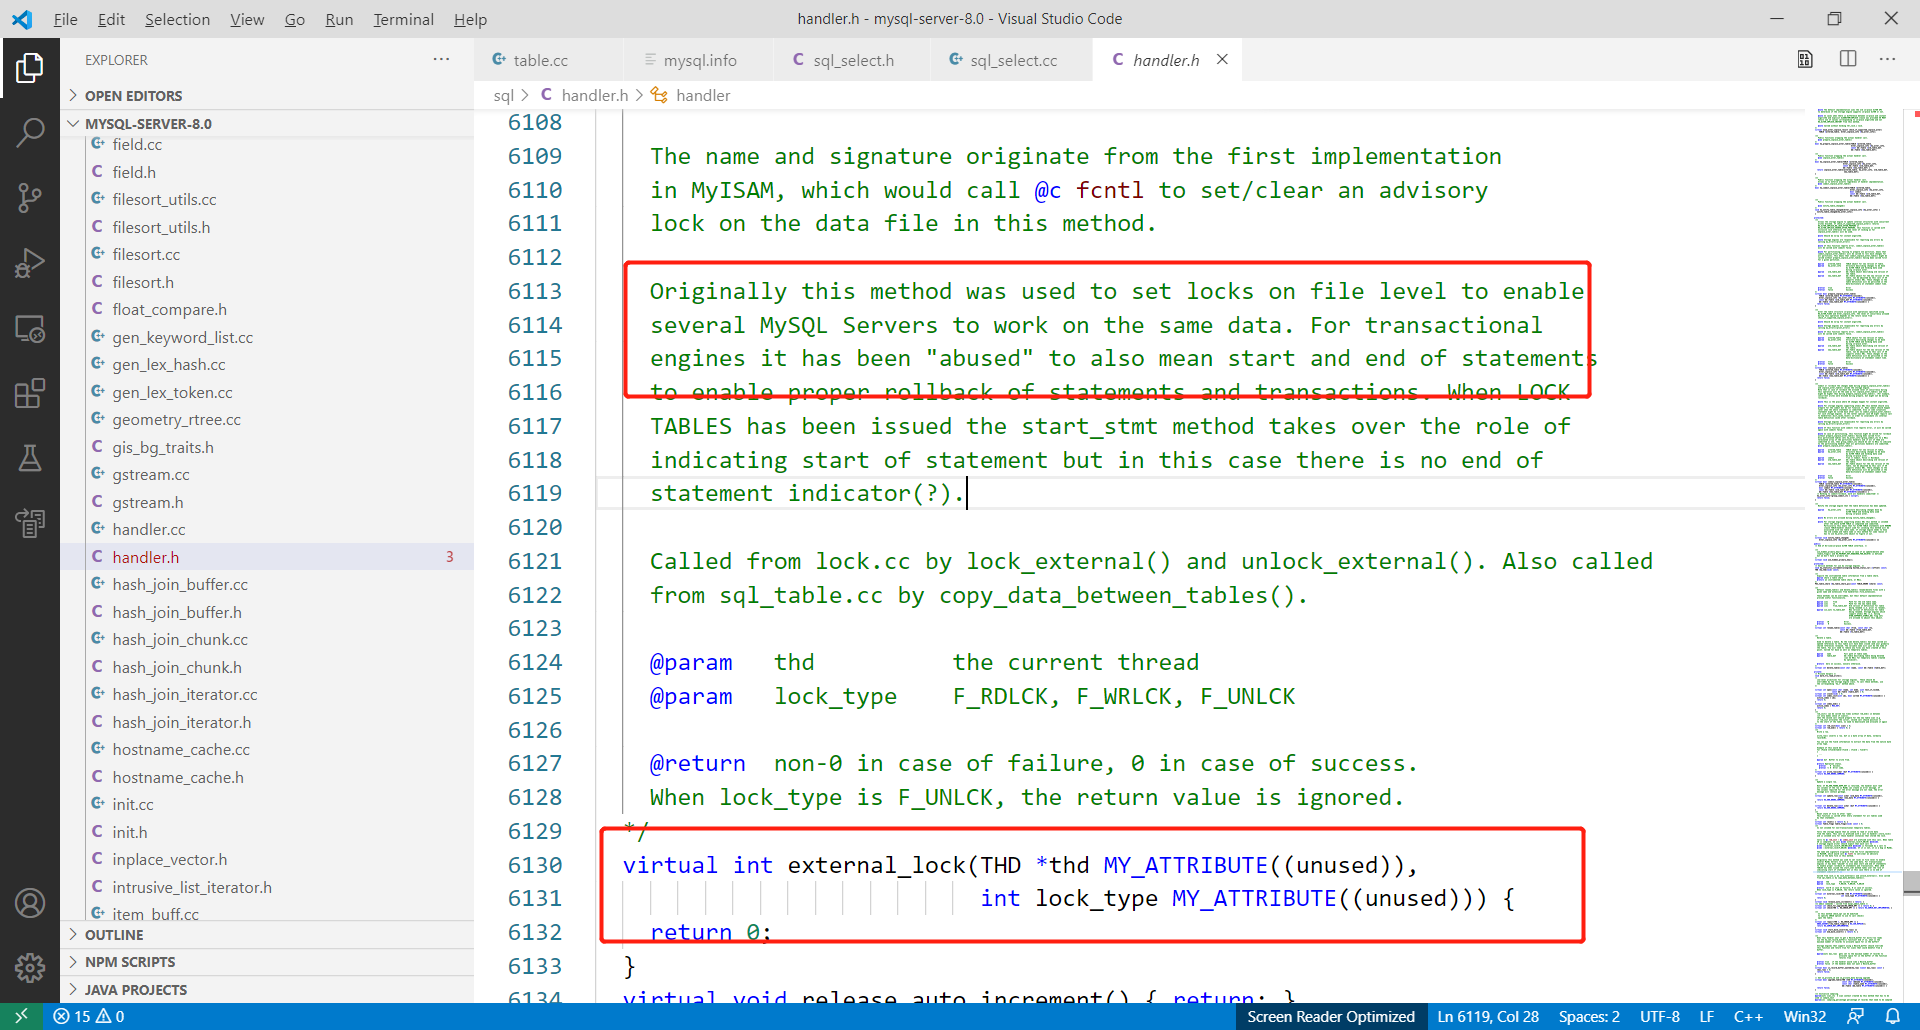 File Edit Selection View Go Run Terminal Help
handler.h - mysql-server-8.0 - Visual Studio Code
EXPLORER
OPEN EDITORS
MYSQL-SERVER-8.0
field.cc
field.h
filesort_utils.cc
filesort_utils.h
filesort.cc
filesort.h
float_compare.h
gen_keyword_list.cc
gen_lex_hash.cc
gen_lex_token.cc
geometry_rtree.cc
gis_bg_traits.h
gstream.cc
gstream.h
handler.cc
handler.h 3
hash_join_buffer.cc
hash_join_buffer.h
hash_join_chunk.cc
hash_join_chunk.h
hash_join_iterator.cc
hash_join_iterator.h
hostname_cache.cc
hostname_cache.h
init.cc
init.h
inplace_vector.h
intrusive_list_iterator.h
item_buff.cc
OUTLINE
NPM SCRIPTS
JAVA PROJECTS
table.cc mysql.info sql_select.h sql_select.cc handler.h
sql > handler.h > handler
6108
6109 The name and signature originate from the first implementation
6110 in MyISAM, which would call @c fcntl to set/clear an advisory
6111 lock on the data file in this method.
6112
6113 Originally this method was used to set locks on file level to enable
6114 several MySQL Servers to work on the same data. For transactional
6115 engines it has been "abused" to also mean start and end of statements
6116 to enable proper rollback of statements and transactions. When LOCK
6117 TABLES has been issued the start_stmt method takes over the role of
6118 indicating start of statement but in this case there is no end of
6119 statement indicator(?).
6120
6121 Called from lock.cc by lock_external() and unlock_external(). Also called
6122 from sql_table.cc by copy_data_between_tables().
6123
6124 @param thd the current thread
6125 @param lock_type F_RDLCK, F_WRLCK, F_UNLCK
6126
6127 @return non-0 in case of failure, 0 in case of success.
6128 When lock_type is F_UNLCK, the return value is ignored.
6129 */
6130 virtual int external_lock(THD *thd MY_ATTRIBUTE((unused)),
6131 int lock_type MY_ATTRIBUTE((unused))) {
6132 return 0;
6133 }
6134 virtual void release_auto_increment() { return; }
15 0
Screen Reader Optimized Ln 6119, Col 28 Spaces: 2 UTF-8 LF C++ Win32